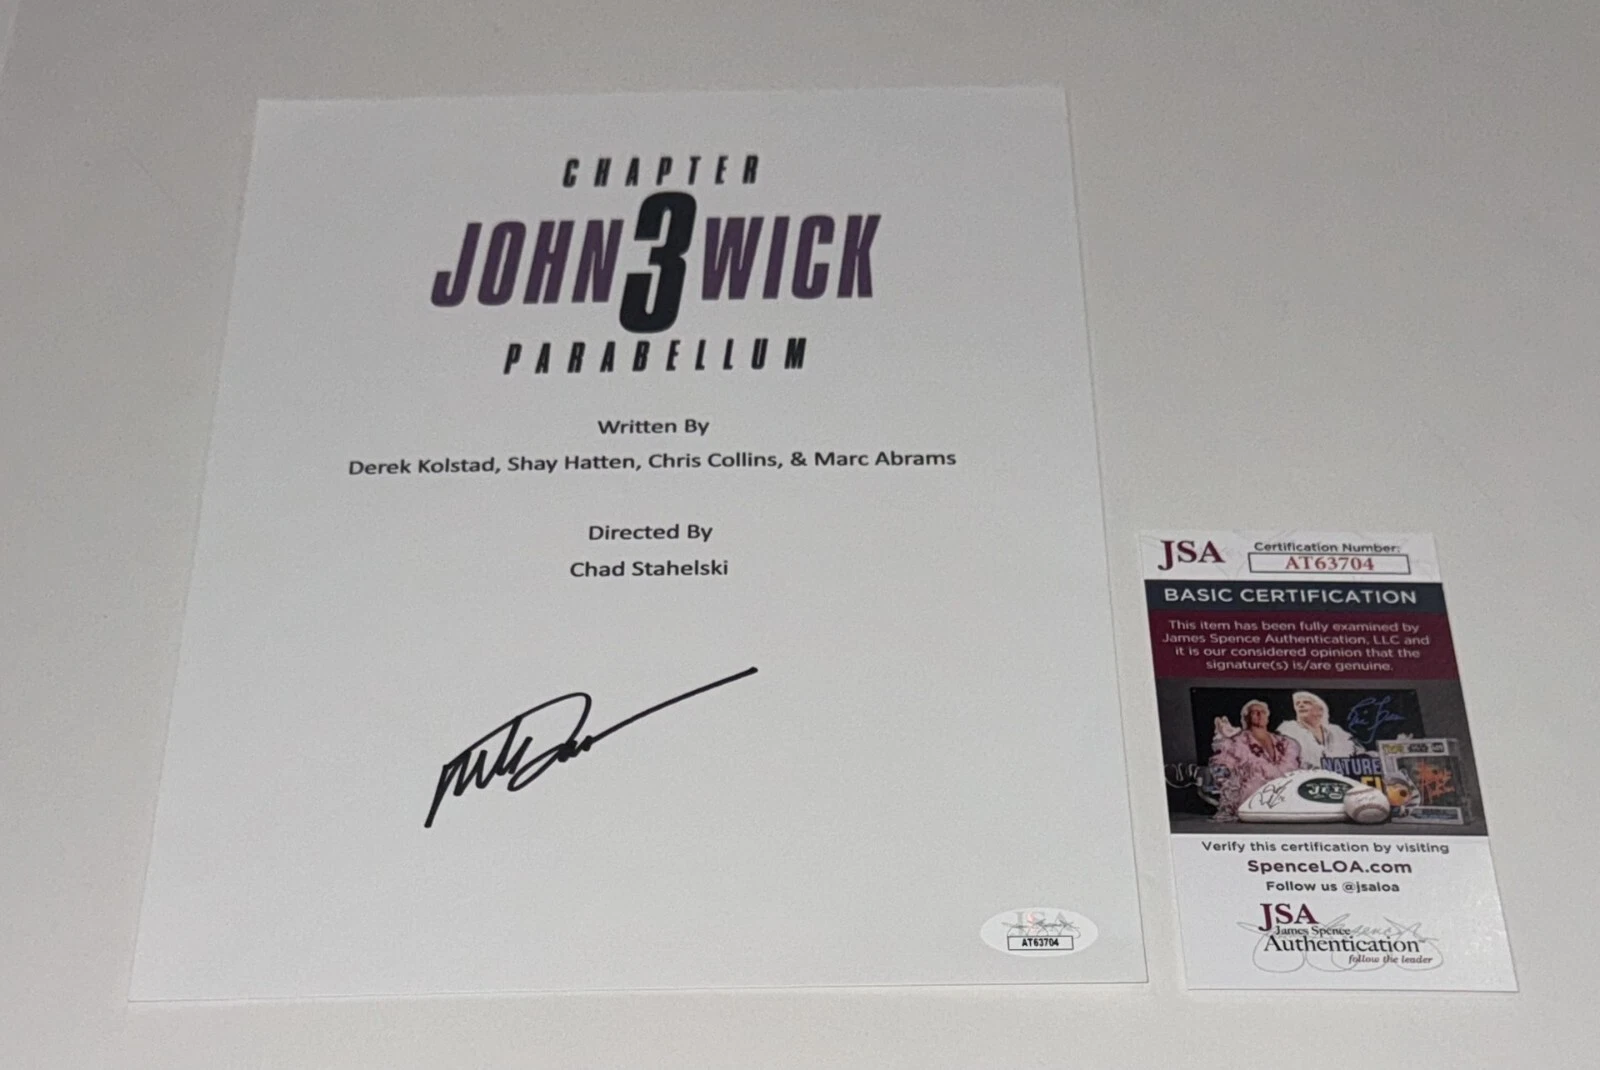 CHAPTER
JOHN 3 WICK
PARABELLUM
Written By
Derek Kolstad, Shay Hatten, Chris Collins, & Marc Abrams
Directed By
Chad Stahelski
JSA
AT63704
JSA Certification Number:
AT63704
BASIC CERTIFICATION
This item has been fully examined by
James Spence Authentication, LLC and
it is our considered opinion that the
signature(s) is/are genuine.
NATURE
JETS
Verify this certification by visiting
SpenceLOA.com
Follow us @jsaloa
JSA
James Spence
Authentication
follow the leader